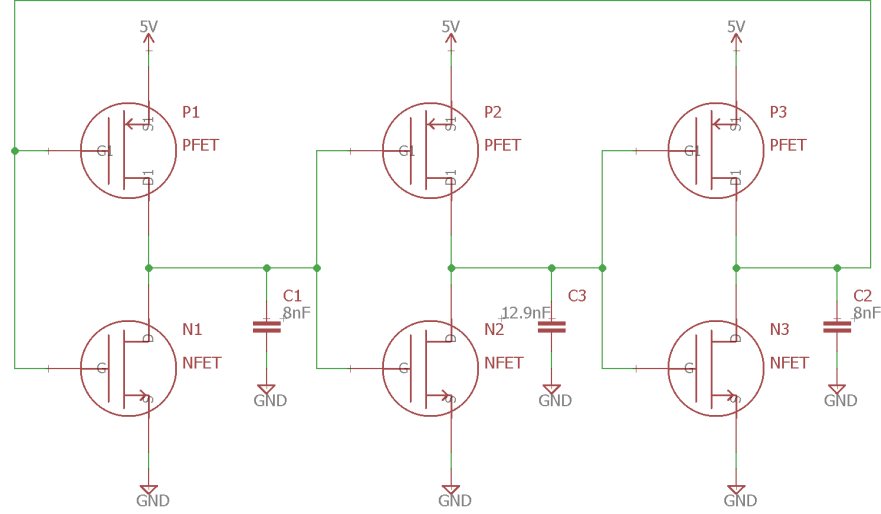 5V
5V
5V
S1
P1
S1
P2
S1
P3
PFET
PFET
PFET
G1
G1
G1
D1
D1
D1
C1
8nF
12.9nF
C3
C2
8nF
D
N1
D
N2
D
N3
G
NFET
G
NFET
G
NFET
S
S
S
GND
GND
GND
GND
GND
GND